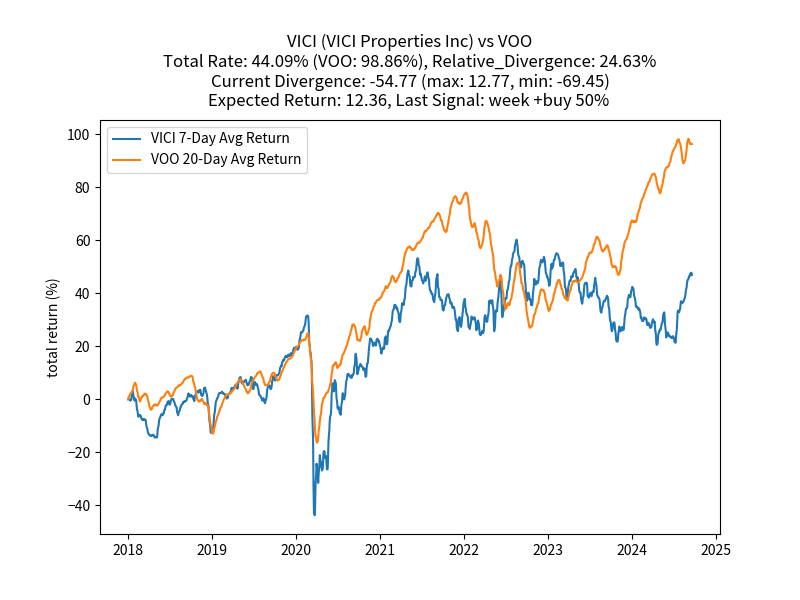 VICI (VICI Properties Inc) vs VOO
Total Rate: 44.09% (VOO: 98.86%), Relative_Divergence: 24.63%
Current Divergence: -54.77 (max: 12.77, min: -69.45)
Expected Return: 12.36, Last Signal: week +buy 50%
VICI 7-Day Avg Return
VOO 20-Day Avg Return
total return (%)
100
80
60
40
20
0
−20
−40
2018 2019 2020 2021 2022 2023 2024 2025